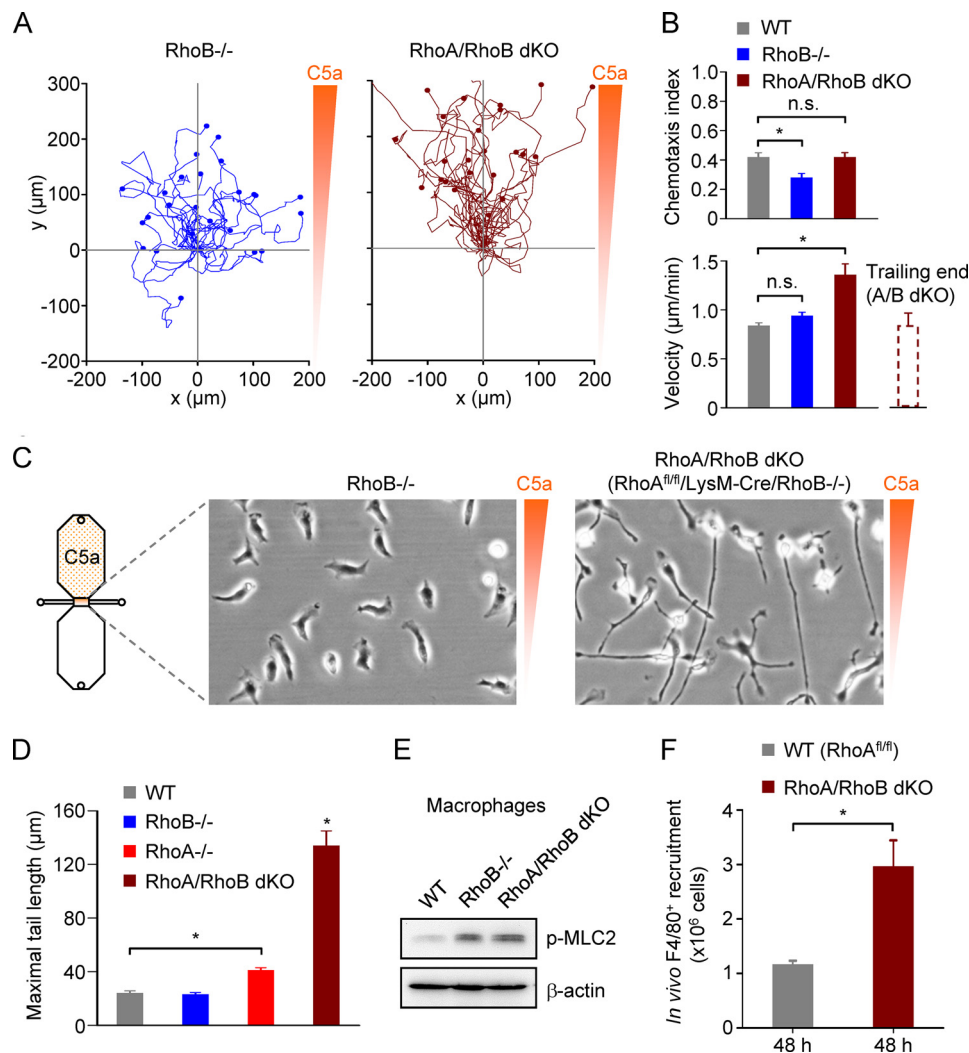 A
RhoB-/-
RhoA/RhoB dKO
C5a
C5a
y (µm)
300
200
100
0
-100
-200
-200 -100 0 100 200
x (µm)
-200 -100 0 100 200
x (µm)
B
WT
RhoB-/-
RhoA/RhoB dKO
Chemotaxis index
1.0
0.8
0.6
0.4
0.2
0
n.s.
*
Velocity (µm/min)
1.5
1.0
0.5
0
*
n.s.
Trailing end
(A/B dKO)
C
C5a
RhoB-/-
C5a
RhoA/RhoB dKO
(RhoA^fl/fl/LysM-Cre/RhoB-/-)
C5a
D
WT
RhoB-/-
RhoA-/-
RhoA/RhoB dKO
Maximal tail length (µm)
160
120
80
40
0
*
*
E
Macrophages
WT
RhoB-/-
RhoA/RhoB dKO
p-MLC2
β-actin
F
WT (RhoA^fl/fl)
RhoA/RhoB dKO
In vivo F4/80⁺ recruitment
(x10⁶ cells)
4
3
2
1
0
*
48 h 48 h